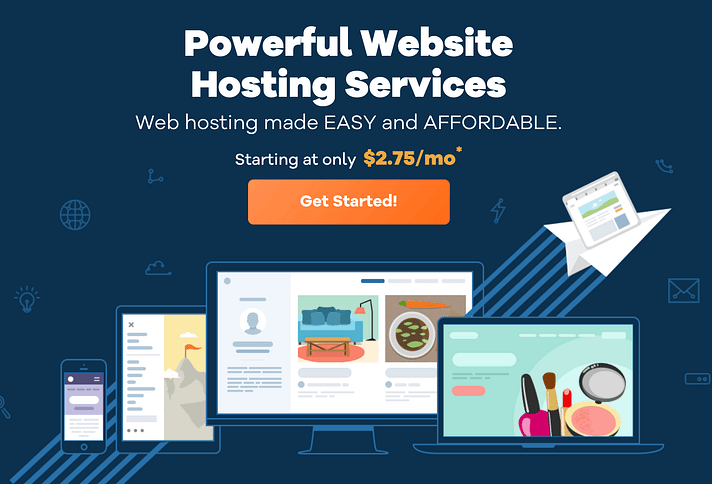 Powerful Website
Hosting Services
Web hosting made EASY and AFFORDABLE.
Starting at only $2.75/mo*
Get Started!